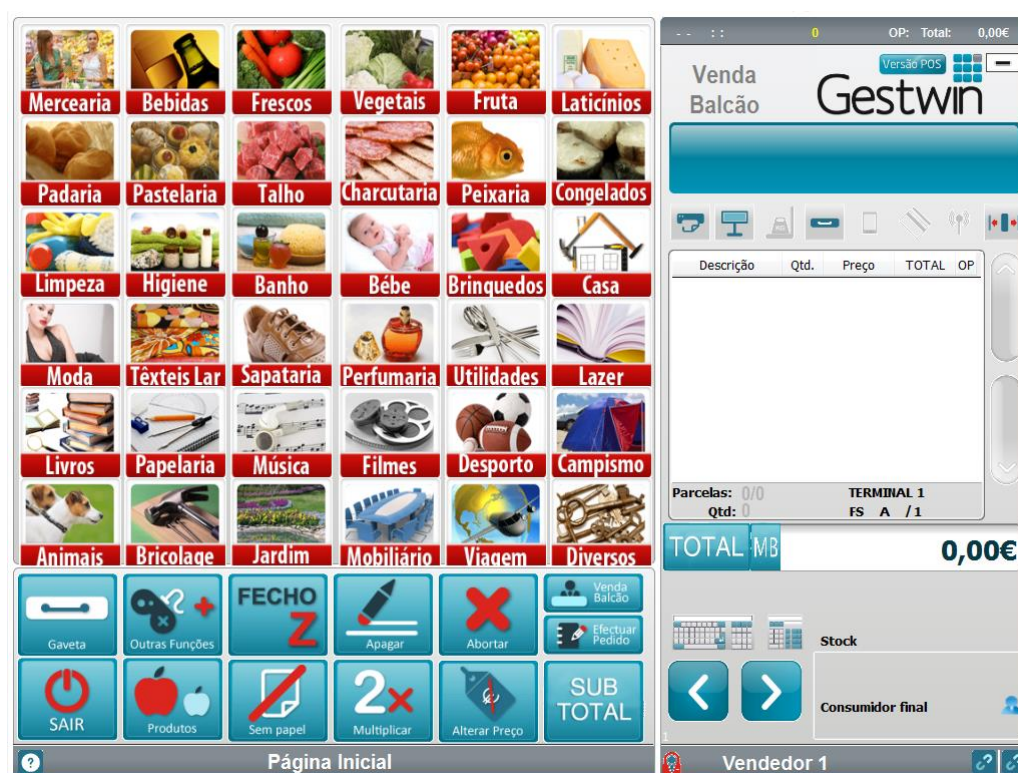 Mercearia Bebidas Frescos Vegetais Fruta Laticínios
Padaria Pastelaria Talho Charcutaria Peixaria Congelados
Limpeza Higiene Banho Bébe Brinquedos Casa
Moda Têxteis Lar Sapataria Perfumaria Utilidades Lazer
Livros Papelaria Música Filmes Desporto Campismo
Animais Bricolage Jardim Mobiliário Viagem Diversos
Gaveta
Outras Funções
FECHO
Z
Apagar
Abortar
Venda
Balcão
Efectuar
Pedido
SAIR
Produtos
Sem papel
2x
Multiplicar
Alterar Preço
SUB
TOTAL
? Página Inicial
- - : : 0 OP: Total: 0,00€
Venda
Balcão
Versão POS
Gestwin
Descrição Qtd. Preço TOTAL OP
Parcelas: 0/0 TERMINAL 1
Qtd: 0 FS A / 1
TOTAL MB 0,00€
Stock
Consumidor final
1
Vendedor 1